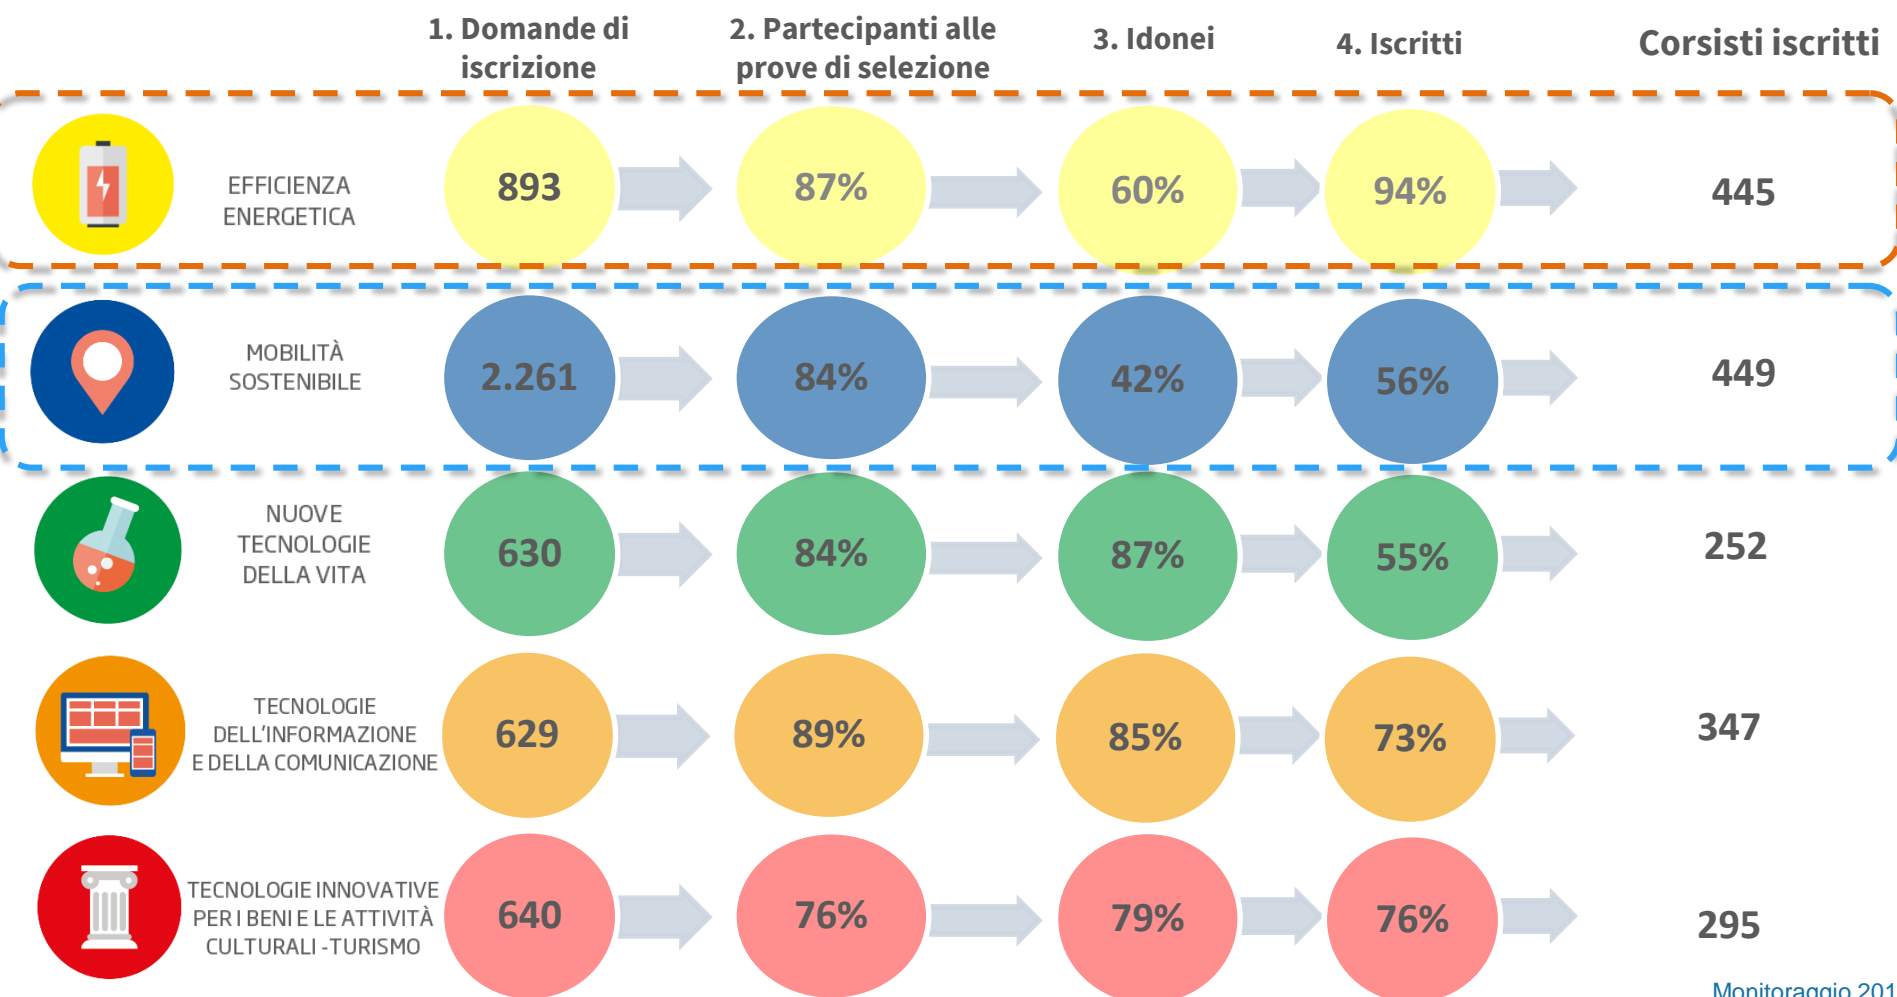 1. Domande di
iscrizione
2. Partecipanti alle
prove di selezione
3. Idonei
4. Iscritti
Corsisti iscritti
EFFICIENZA
ENERGETICA
893
87%
60%
94%
445
MOBILITÀ
SOSTENIBILE
2.261
84%
42%
56%
449
NUOVE
TECNOLOGIE
DELLA VITA
630
84%
87%
55%
252
TECNOLOGIE
DELL'INFORMAZIONE
E DELLA COMUNICAZIONE
629
89%
85%
73%
347
TECNOLOGIE INNOVATIVE
PER I BENI E LE ATTIVITÀ
CULTURALI -TURISMO
640
76%
79%
76%
295
Monitoraggio 201